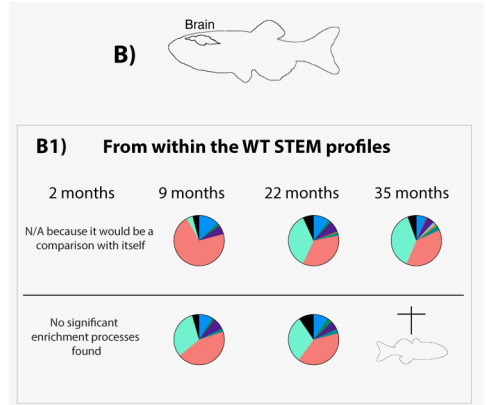 Brain
B)
B1) From within the WT STEM profiles
2 months 9 months 22 months 35 months
N/A because it would be a
comparison with itself
No significant
enrichment processes
found